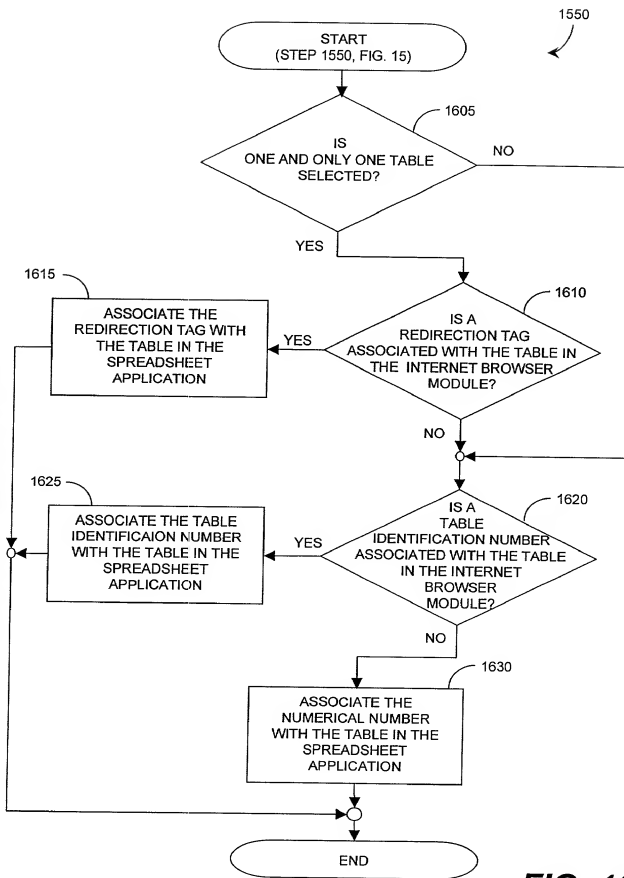 1550
START
(STEP 1550, FIG. 15)
1605
IS
ONE AND ONLY ONE TABLE
SELECTED?
NO
YES
1615
1610
ASSOCIATE THE
REDIRECTION TAG WITH
THE TABLE IN THE
SPREADSHEET
APPLICATION
YES
IS A
REDIRECTION TAG
ASSOCIATED WITH THE TABLE IN
THE INTERNET BROWSER
MODULE?
NO
1625
1620
ASSOCIATE THE TABLE
IDENTIFICAION NUMBER
WITH THE TABLE IN THE
SPREADSHEET
APPLICATION
YES
IS A
TABLE
IDENTIFICATION NUMBER
ASSOCIATED WITH THE TABLE
IN THE INTERNET
BROWSER
MODULE?
NO
1630
ASSOCIATE THE
NUMERICAL NUMBER
WITH THE TABLE IN THE
SPREADSHEET
APPLICATION
END
FIG.